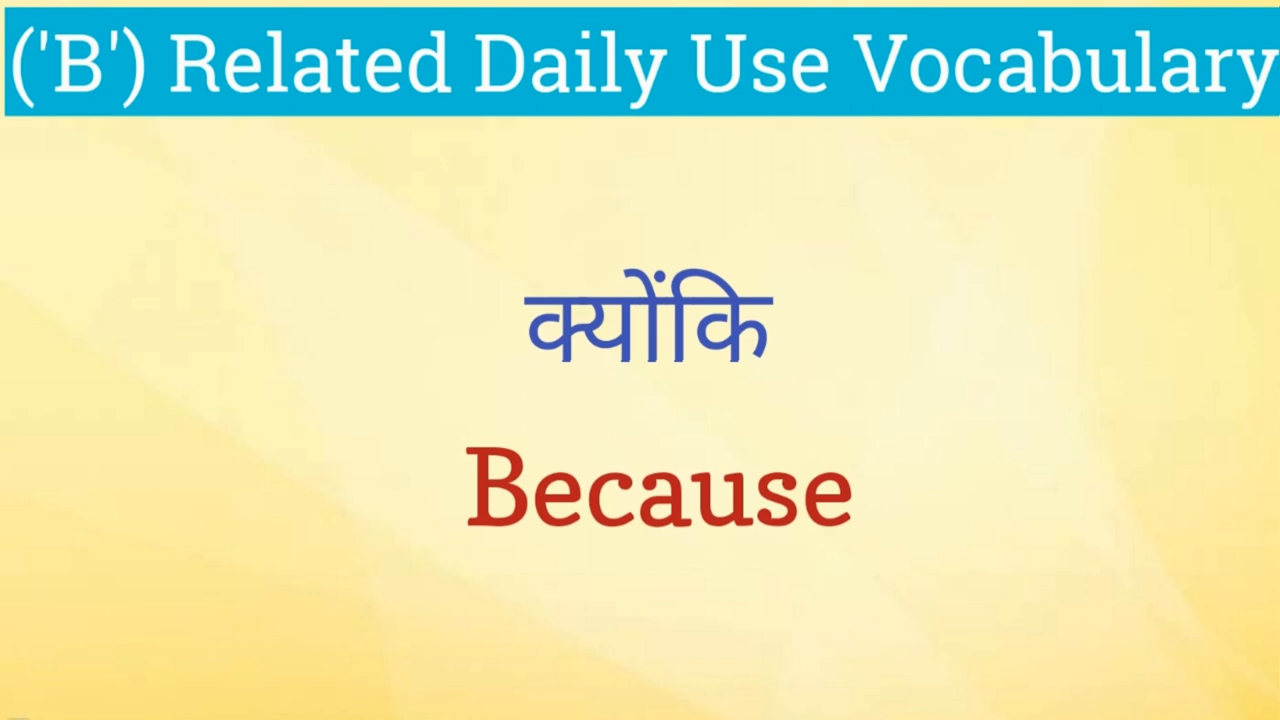 ('B') Related Daily Use Vocabulary
क्योंकि
Because